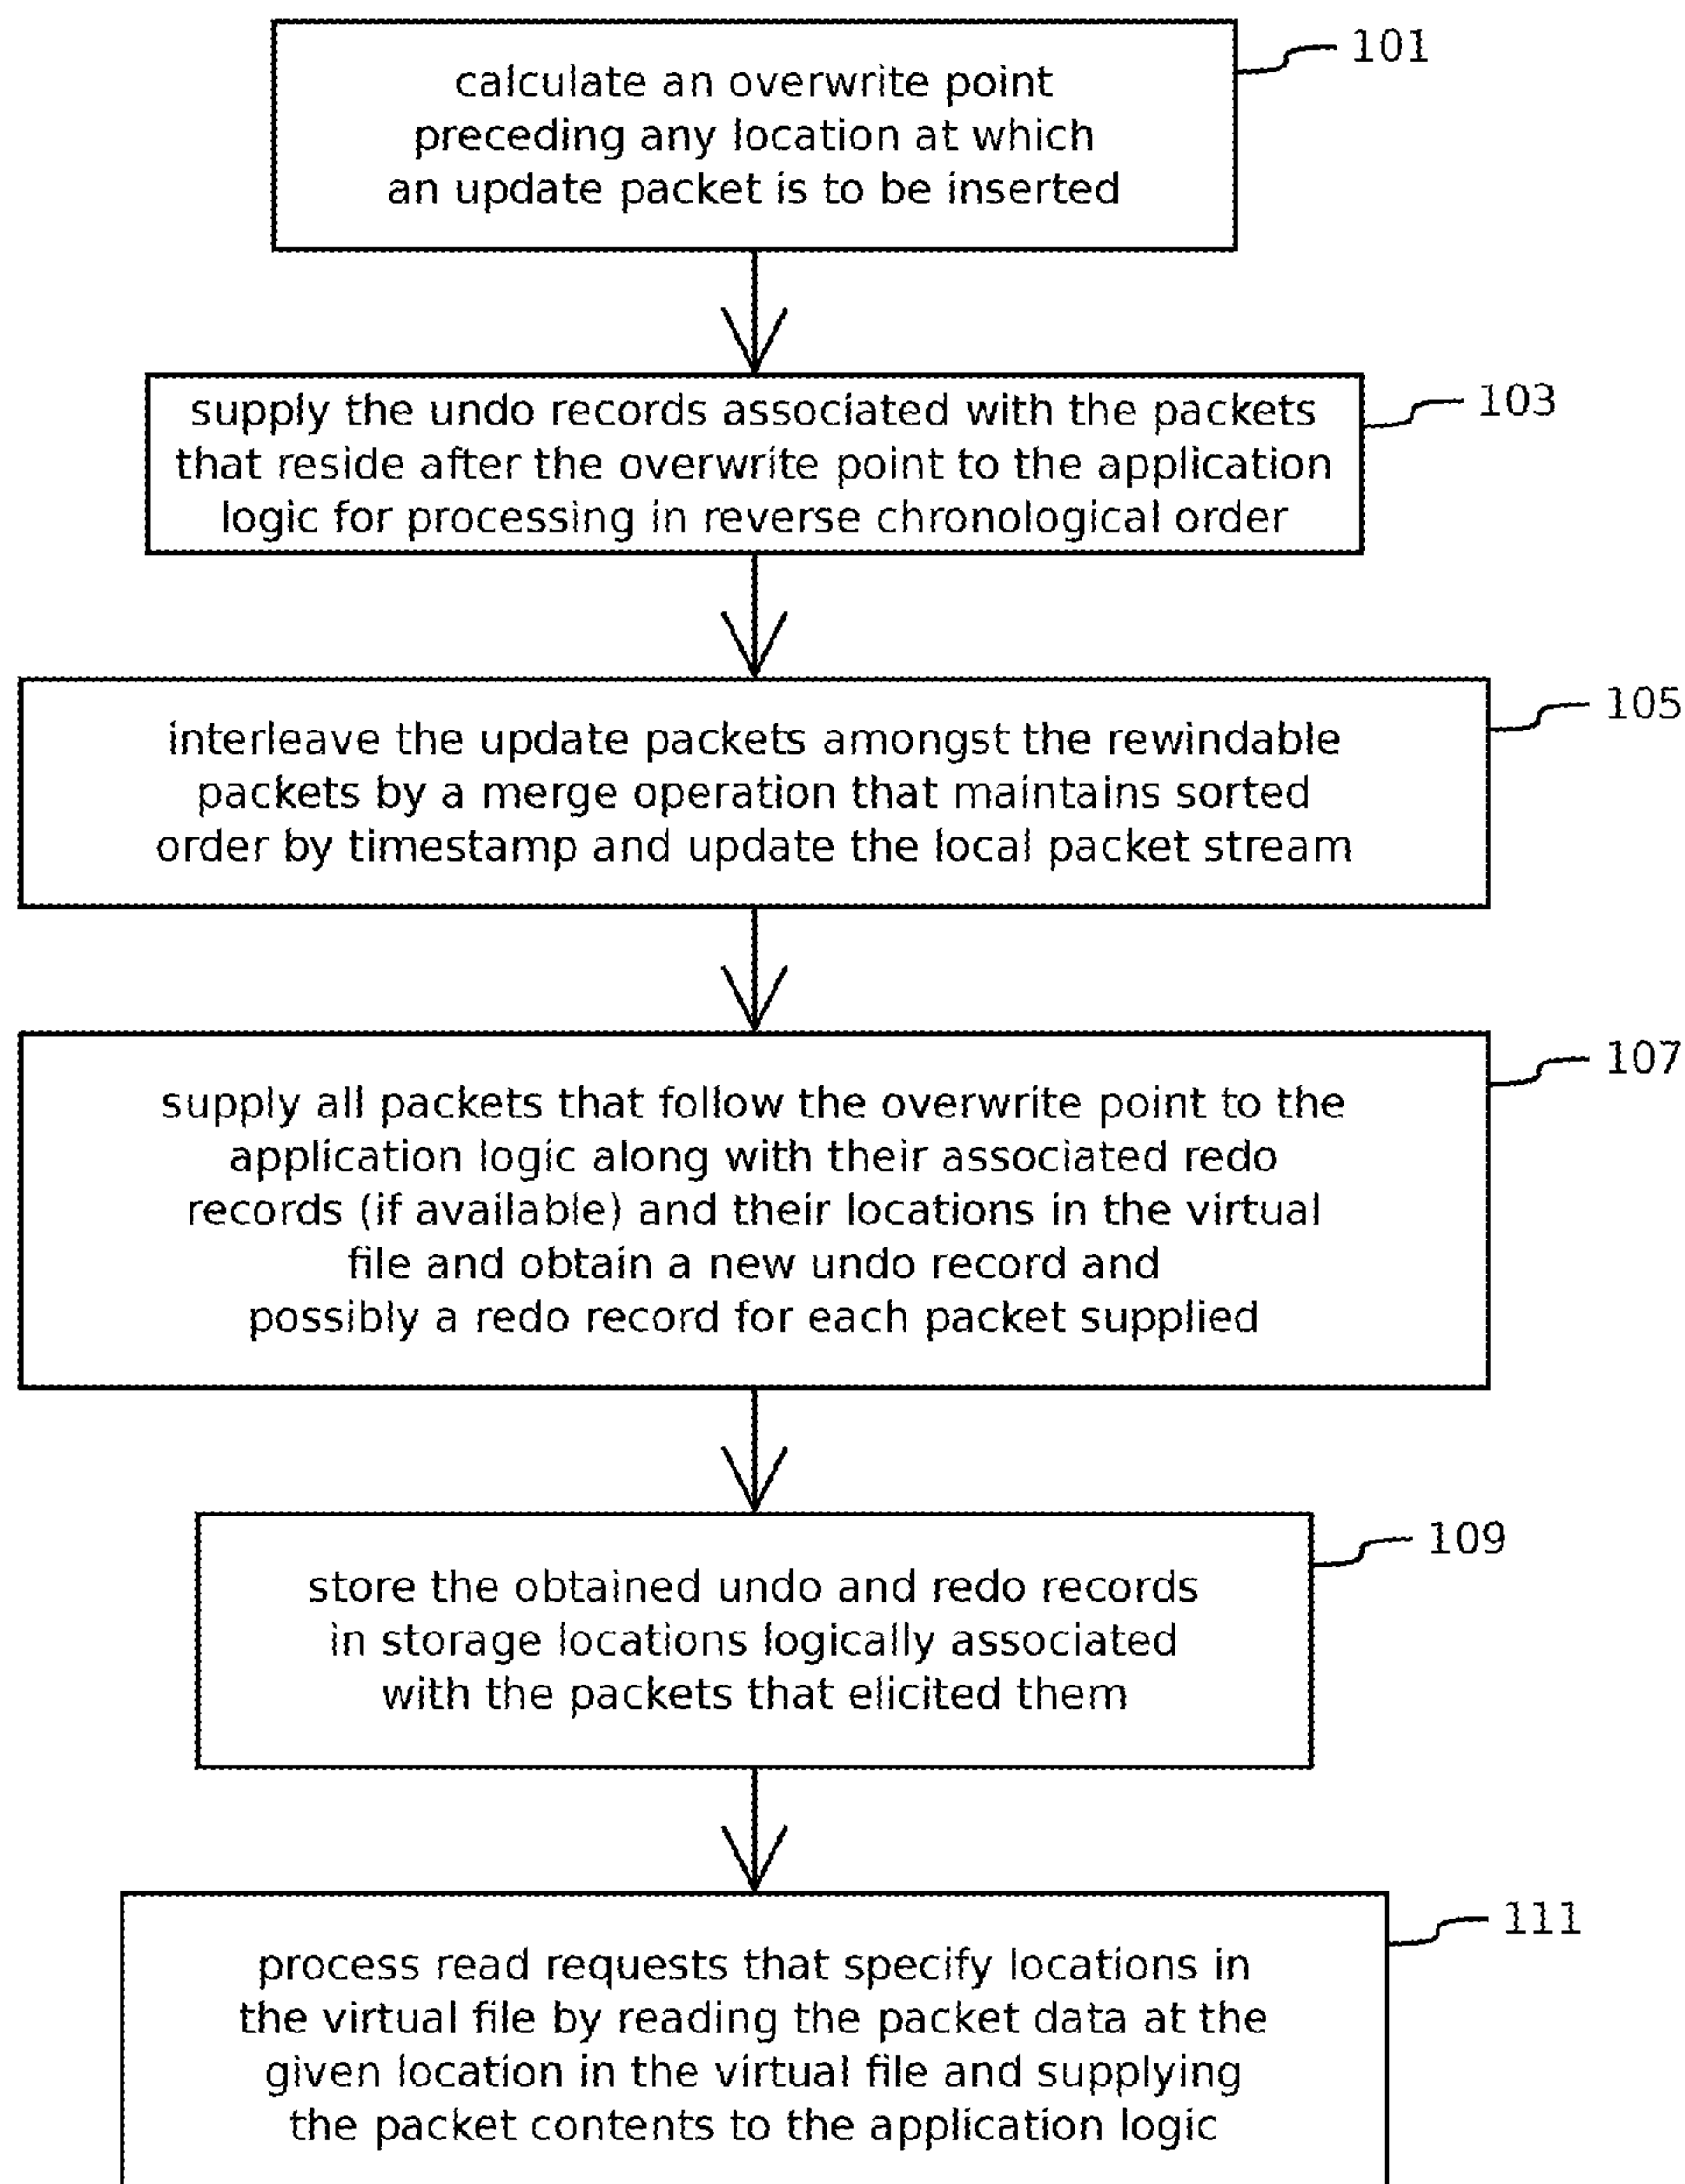 101
calculate an overwrite point
preceding any location at which
an update packet is to be inserted
103
supply the undo records associated with the packets
that reside after the overwrite point to the application
logic for processing in reverse chronological order
105
interleave the update packets amongst the rewindable
packets by a merge operation that maintains sorted
order by timestamp and update the local packet stream
107
supply all packets that follow the overwrite point to the
application logic along with their associated redo
records (if available) and their locations in the virtual
file and obtain a new undo record and
possibly a redo record for each packet supplied
109
store the obtained undo and redo records
in storage locations logically associated
with the packets that elicited them
111
process read requests that specify locations in
the virtual file by reading the packet data at the
given location in the virtual file and supplying
the packet contents to the application logic